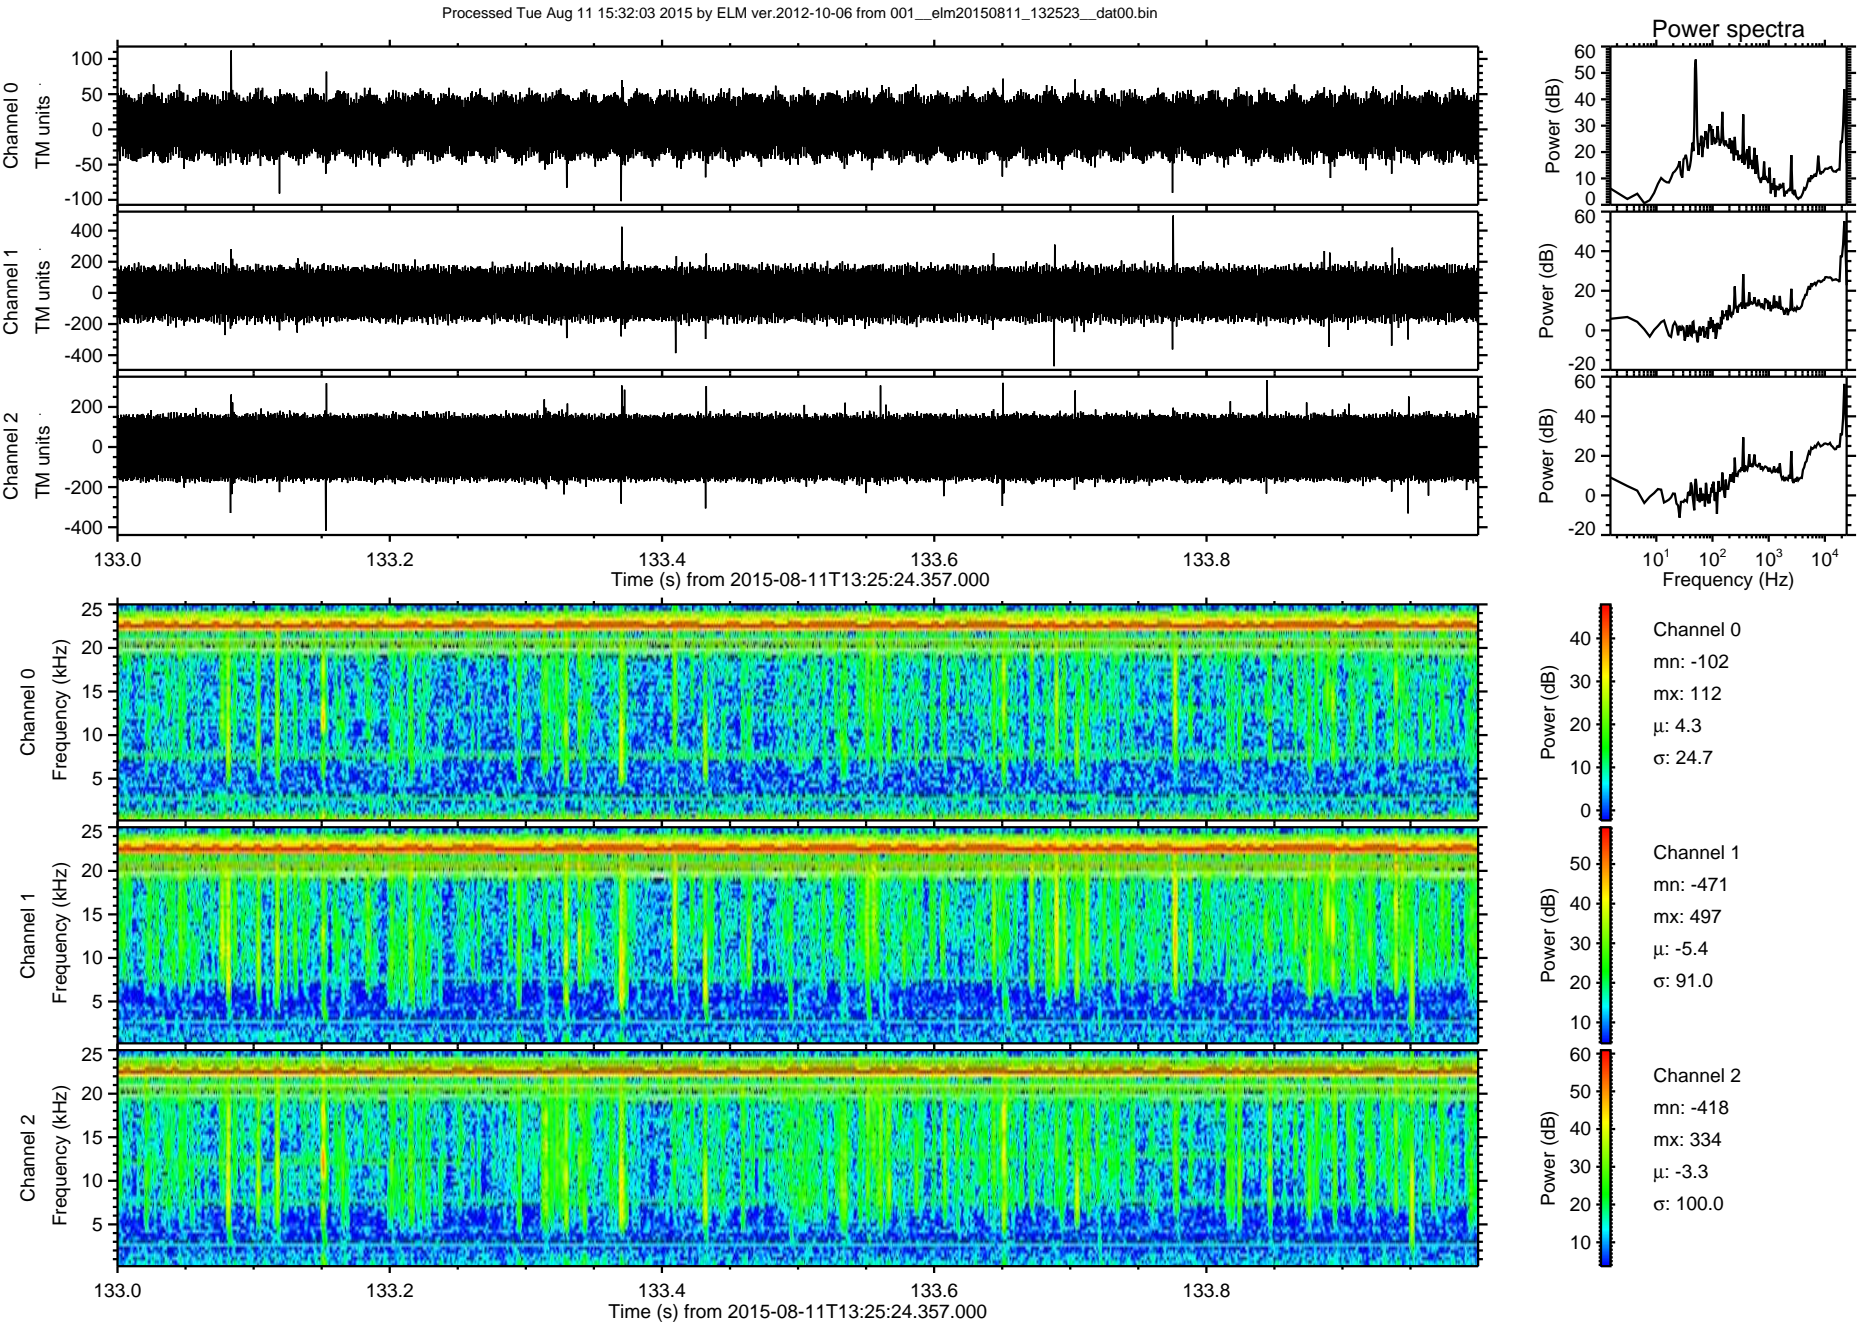 Processed Tue Aug 11 15:32:03 2015 by ELM ver.2012-10-06 from 001__elm20150811_132523__dat00.bin
Power spectra
Channel 0
TM units
100
50
0
-50
-100
Power (dB)
60
50
40
30
20
10
0
Channel 1
TM units
400
200
0
-200
-400
Power (dB)
60
40
20
0
-20
Channel 2
TM units
200
0
-200
-400
Power (dB)
60
40
20
0
-20
133.0 133.2 133.4 133.6 133.8
Time (s) from 2015-08-11T13:25:24.357.000
10^1 10^2 10^3 10^4
Frequency (Hz)
Channel 0
Frequency (kHz)
25
20
15
10
5
Power (dB)
40
30
20
10
0
Channel 0
mn: -102
mx: 112
μ: 4.3
σ: 24.7
Channel 1
Frequency (kHz)
25
20
15
10
5
Power (dB)
50
40
30
20
10
Channel 1
mn: -471
mx: 497
μ: -5.4
σ: 91.0
Channel 2
Frequency (kHz)
25
20
15
10
5
Power (dB)
60
50
40
30
20
10
Channel 2
mn: -418
mx: 334
μ: -3.3
σ: 100.0
133.0 133.2 133.4 133.6 133.8
Time (s) from 2015-08-11T13:25:24.357.000